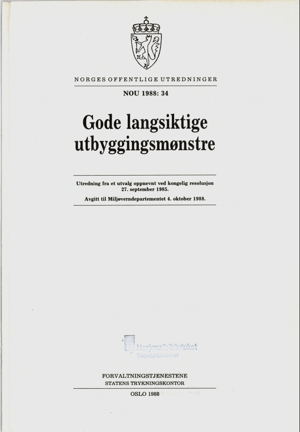 NORGES OFFENTLIGE UTREDNINGER
NOU 1988: 34
Gode langsiktige
utbyggingsmønstre
Utredning fra et utvalg oppnevnt ved kongelig resolusjon
27. september 1985.
Avgitt til Miljøverndepartementet 4. oktober 1988.
FORVALTNINGSTJENESTENE
STATENS TRYKNINGSKONTOR
OSLO 1988